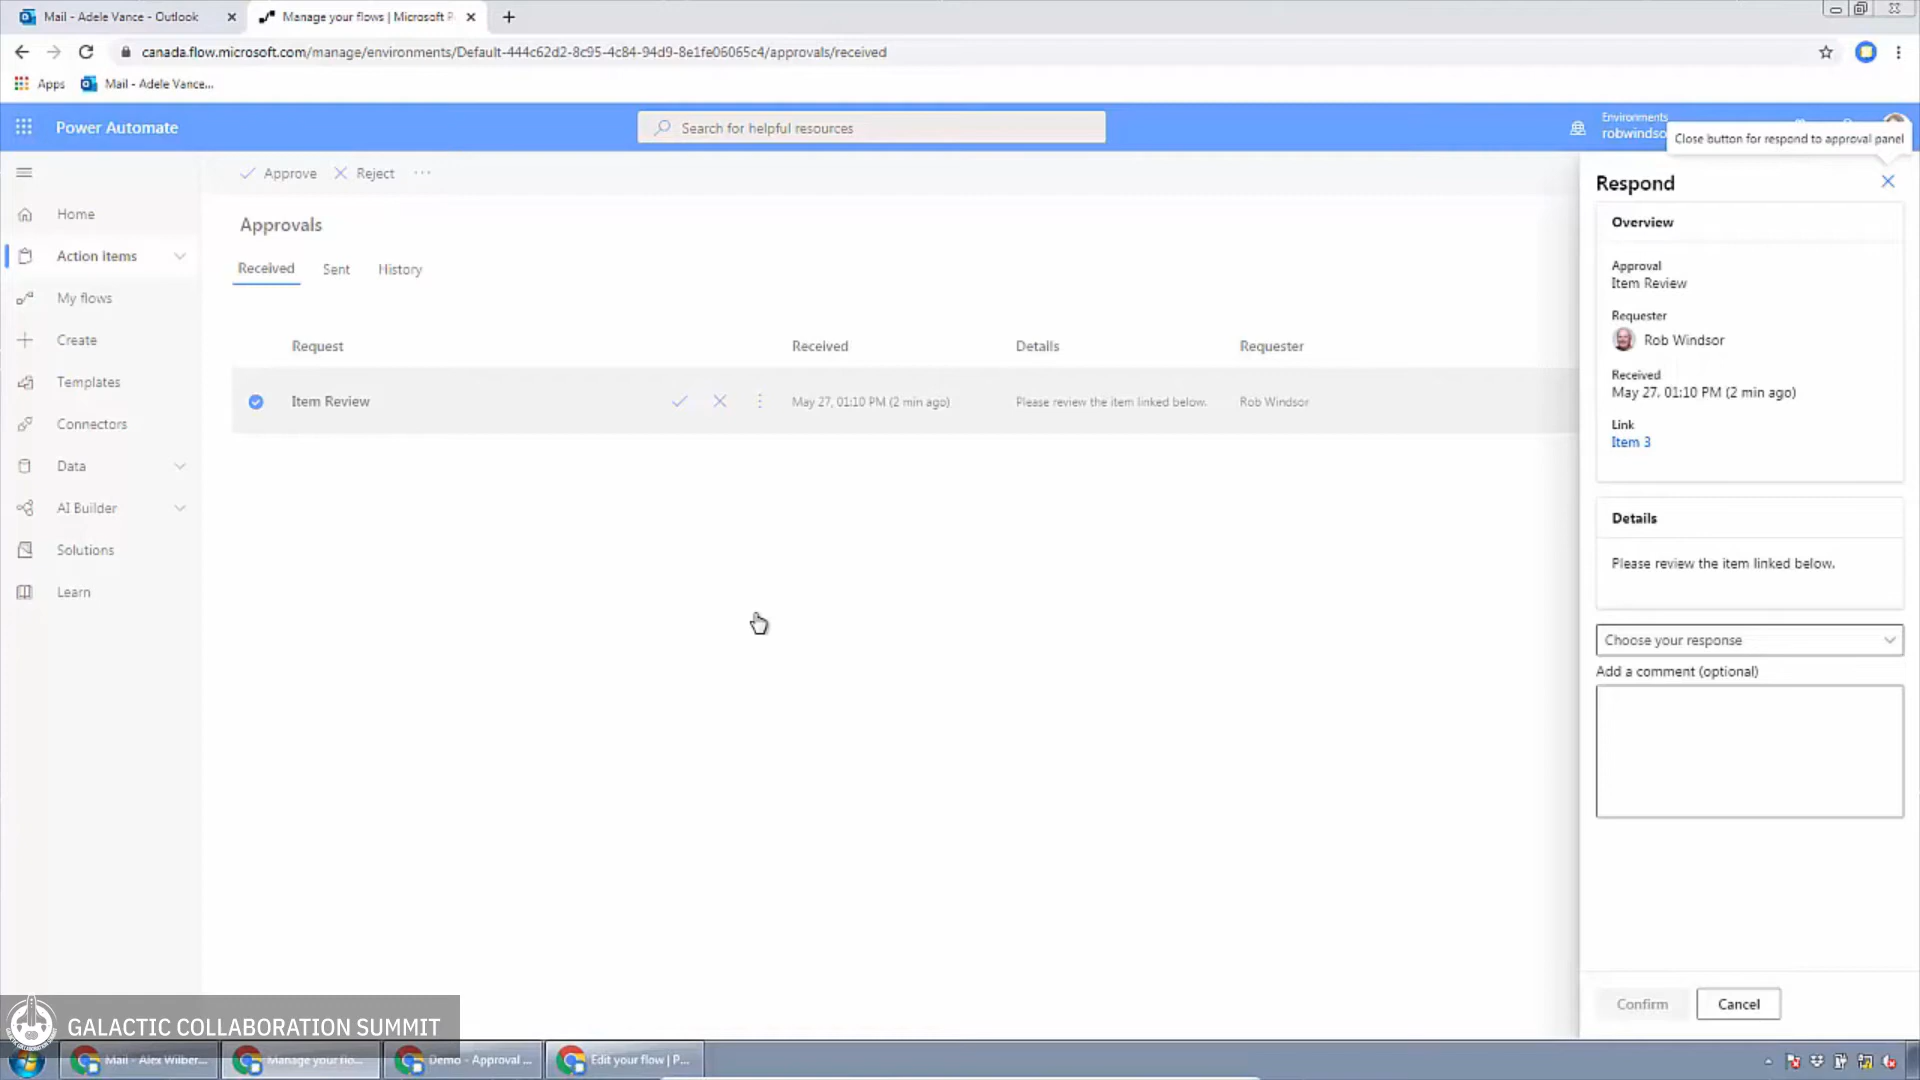 Mail - Adele Vance - Outlook
Manage your flows | Microsoft P
canada.flow.microsoft.com/manage/environments/Default-444c62d2-8c95-4c84-94d9-8e1fe06065c4/approvals/received
Apps
Mail - Adele Vance...
Power Automate
Search for helpful resources
Environments
robwindso
Close button for respond to approval panel
Approve
Reject
Respond
Home
Action items
My flows
Create
Templates
Connectors
Data
AI Builder
Solutions
Learn
Approvals
Received
Sent
History
Request
Received
Details
Requester
Item Review
May 27, 01:10 PM (2 min ago)
Please review the item linked below.
Rob Windsor
Overview
Approval
Item Review
Requester
Rob Windsor
Received
May 27, 01:10 PM (2 min ago)
Link
Item 3
Details
Please review the item linked below.
Choose your response
Add a comment (optional)
Confirm
Cancel
GALACTIC COLLABORATION SUMMIT
Mail - Alex Wilber...
Manage your flo...
Demo - Approval ...
Edit your flow | P...